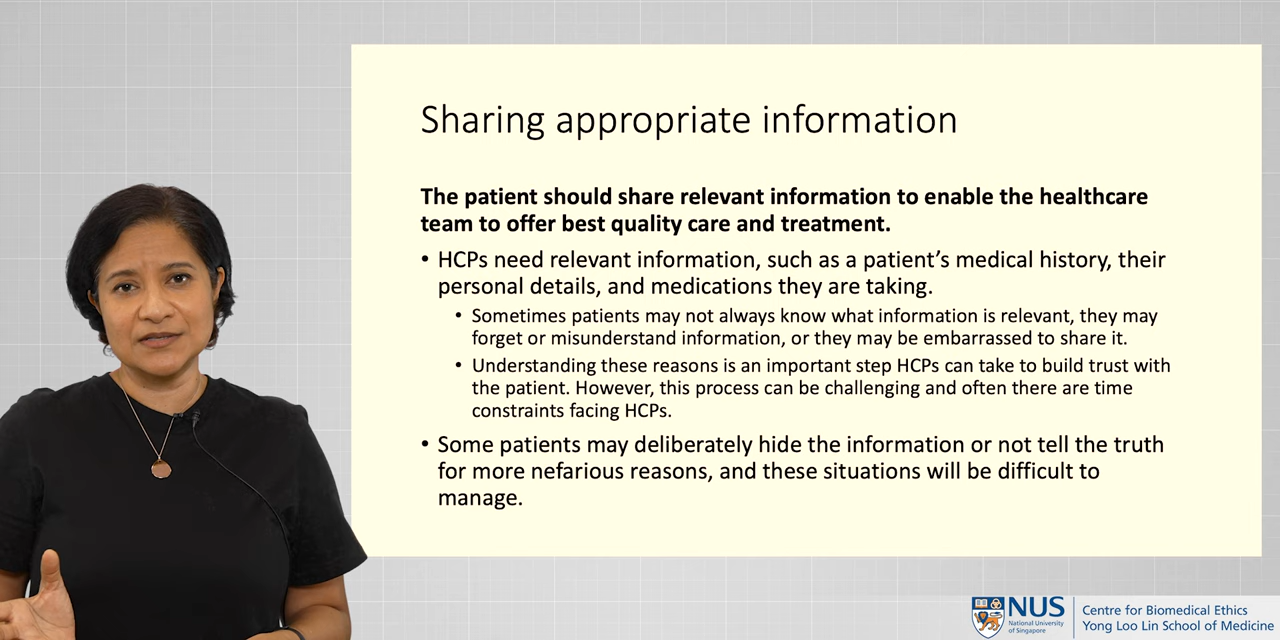 Sharing appropriate information
The patient should share relevant information to enable the healthcare
team to offer best quality care and treatment.
• HCPs need relevant information, such as a patient’s medical history, their
personal details, and medications they are taking.
• Sometimes patients may not always know what information is relevant, they may
forget or misunderstand information, or they may be embarrassed to share it.
• Understanding these reasons is an important step HCPs can take to build trust with
the patient. However, this process can be challenging and often there are time
constraints facing HCPs.
• Some patients may deliberately hide the information or not tell the truth
for more nefarious reasons, and these situations will be difficult to
manage.
NUS
National University
of Singapore
Centre for Biomedical Ethics
Yong Loo Lin School of Medicine